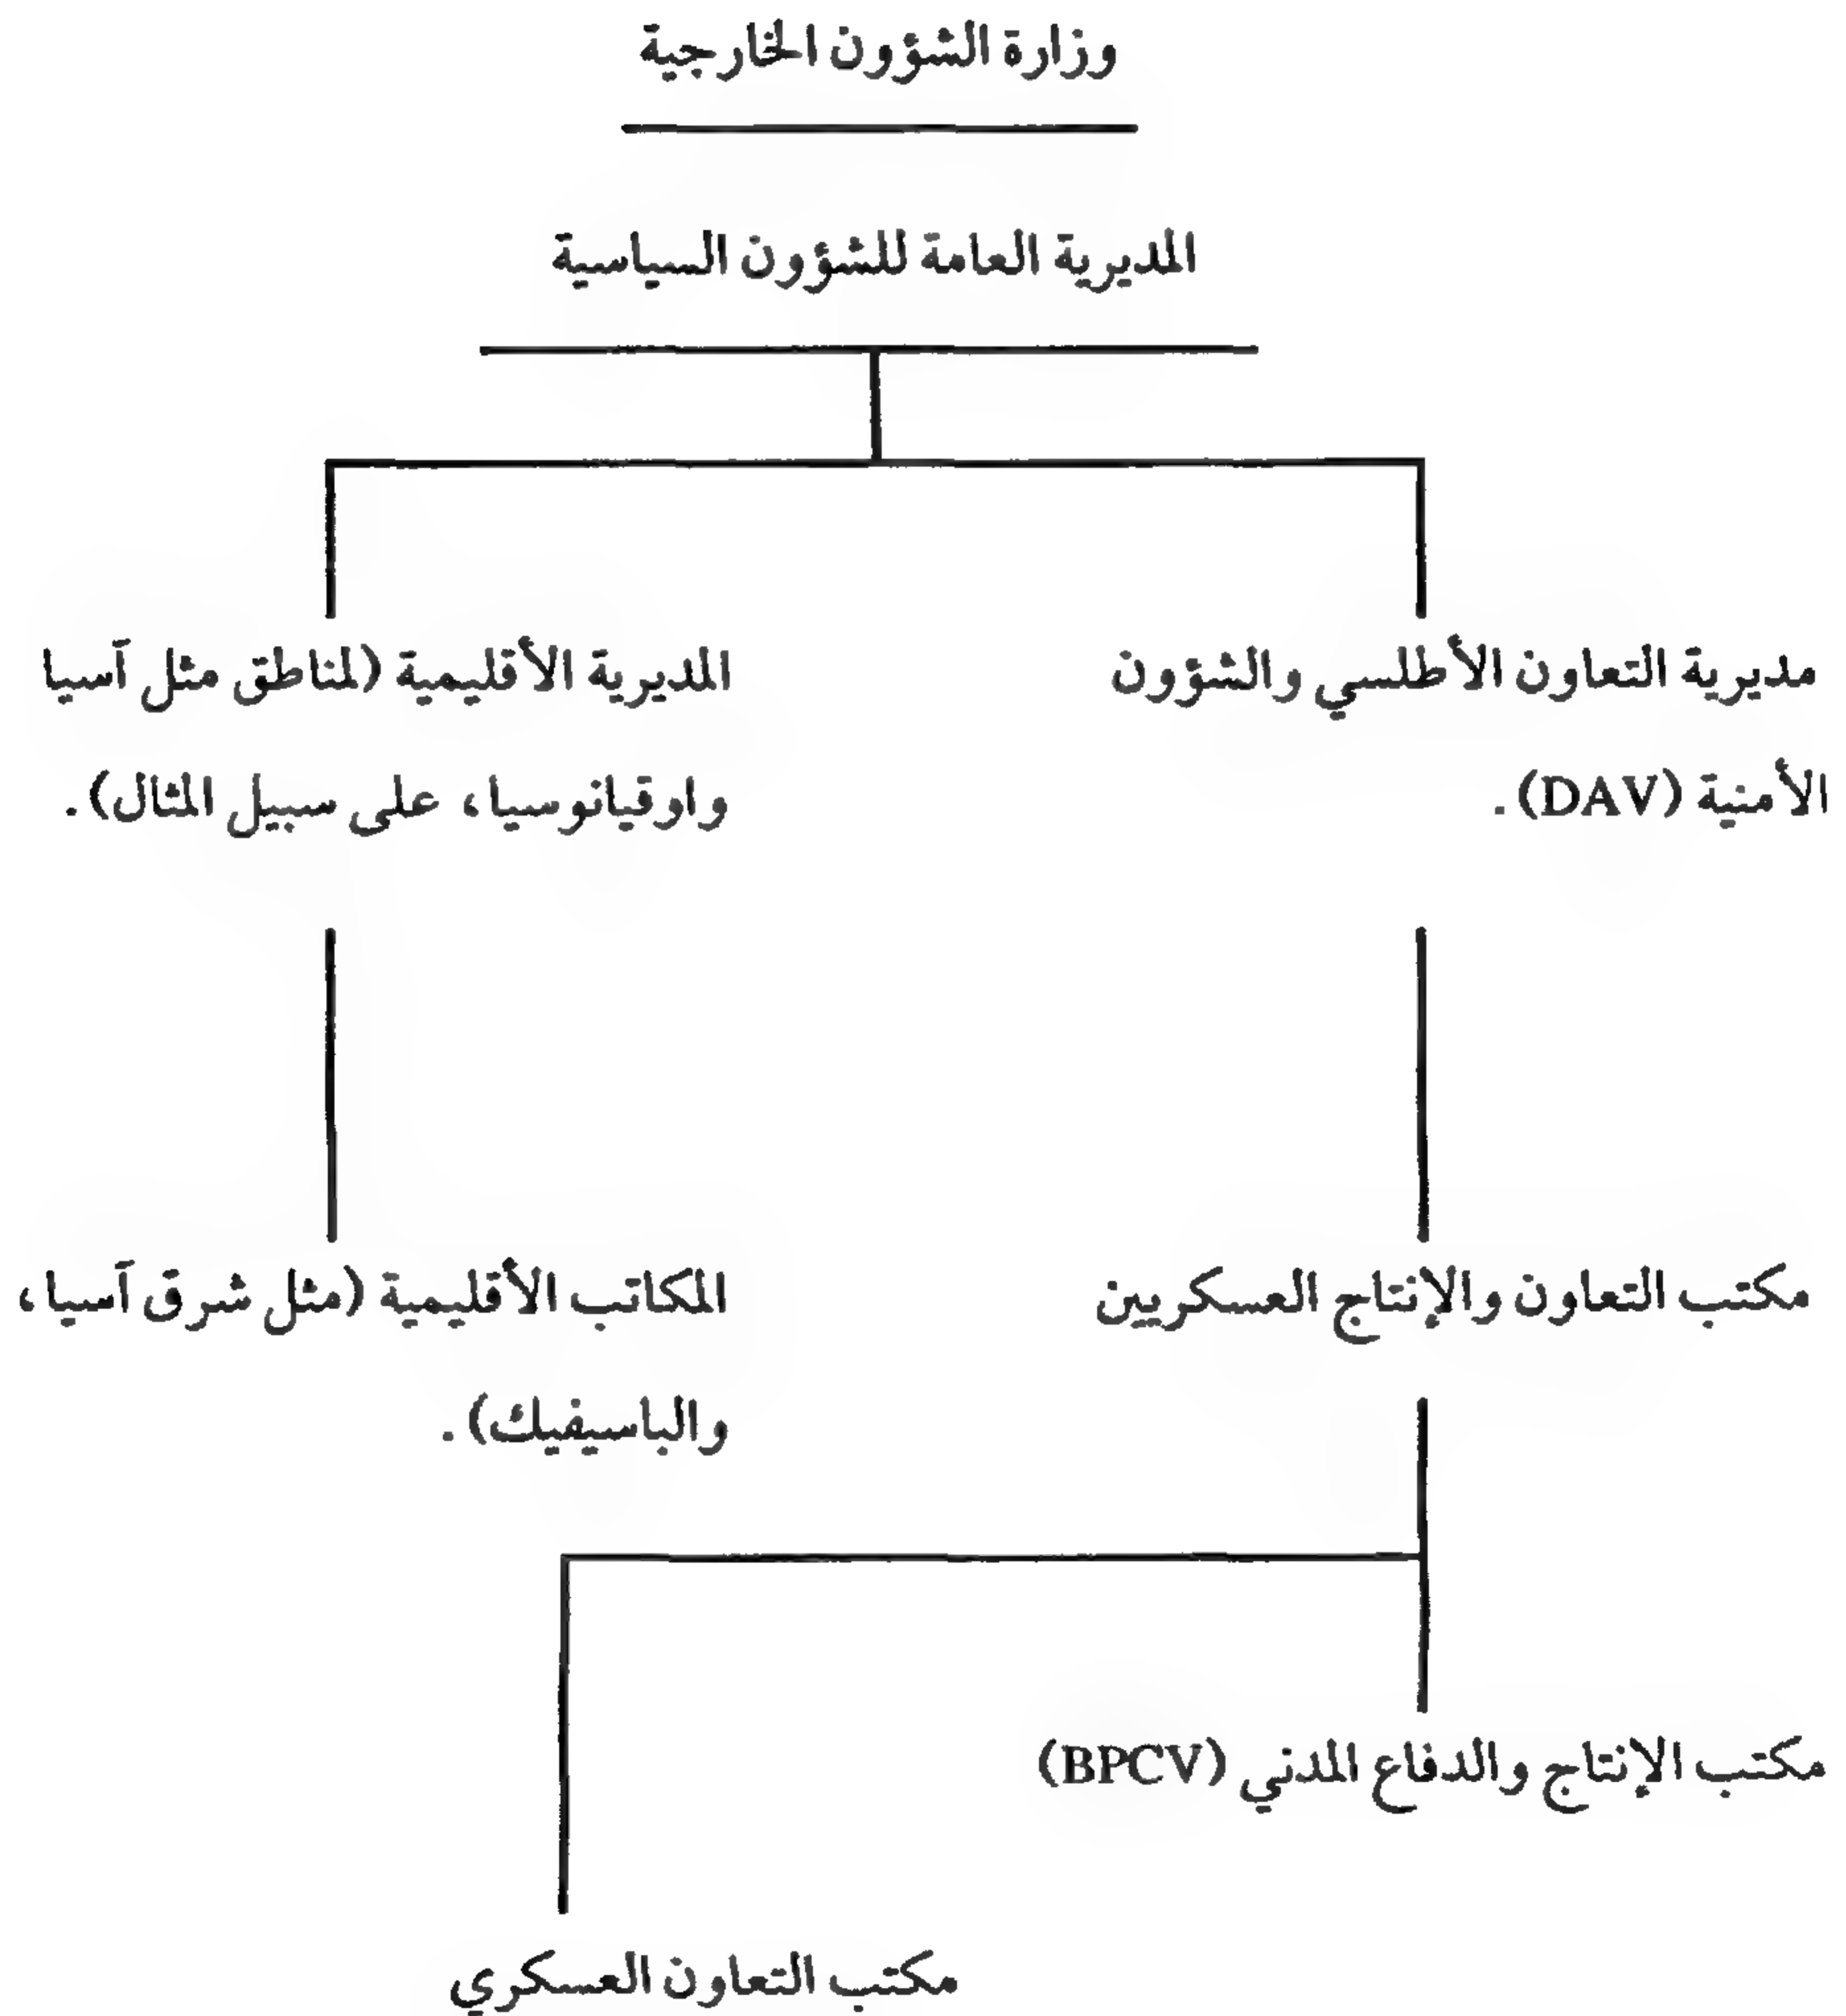 وزارة الشؤون الخارجية
المديرية العامة للشؤون السياسية
مديرية التعاون الأطلسي والشؤون
الأمنية (DAV).
المديرية الأقليمية (لمناطق مثل آسيا
واوقيانوسيا، على سبيل المثال).
مكتب التعاون والإنتاج العسكريين
المكاتب الأقليمية (مثل شرق آسيا،
والباسيفيك).
مكتب الإنتاج والدفاع المدني (BPCV)
مكتب التعاون العسكري